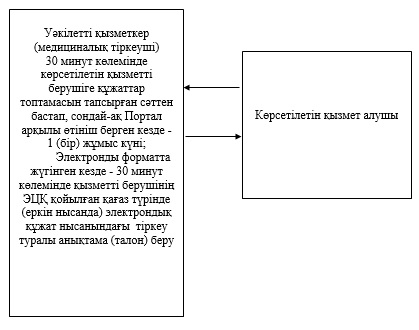 Уәкілетті қызметкер
(медициналық тіркеуші)
30 минут көлемінде
көрсетілетін қызметті
берушіге құжаттар
топтамасын тапсырған сәттен
бастап, сондай-ақ Портал
арқылы өтініш берген кезде -
1 (бір) жұмыс күні;
Электронды форматта
жүгінген кезде - 30 минут
көлемінде қызметті берушінің
ЭЦҚ қойылған қағаз түрінде
(еркін нысанда) электрондық
құжат нысанындағы тіркеу
туралы анықтама (талон) беру
Көрсетілетін қызмет алушы